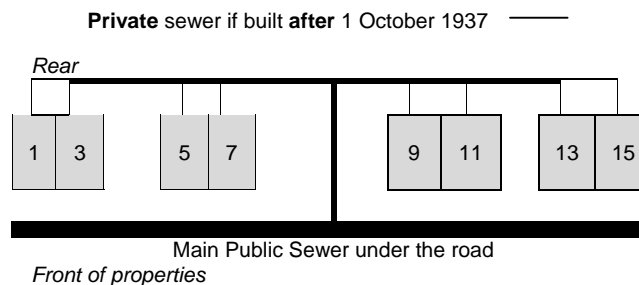 Private sewer if built after 1 October 1937
Rear
1 3 5 7 9 11 13 15
Main Public Sewer under the road
Front of properties